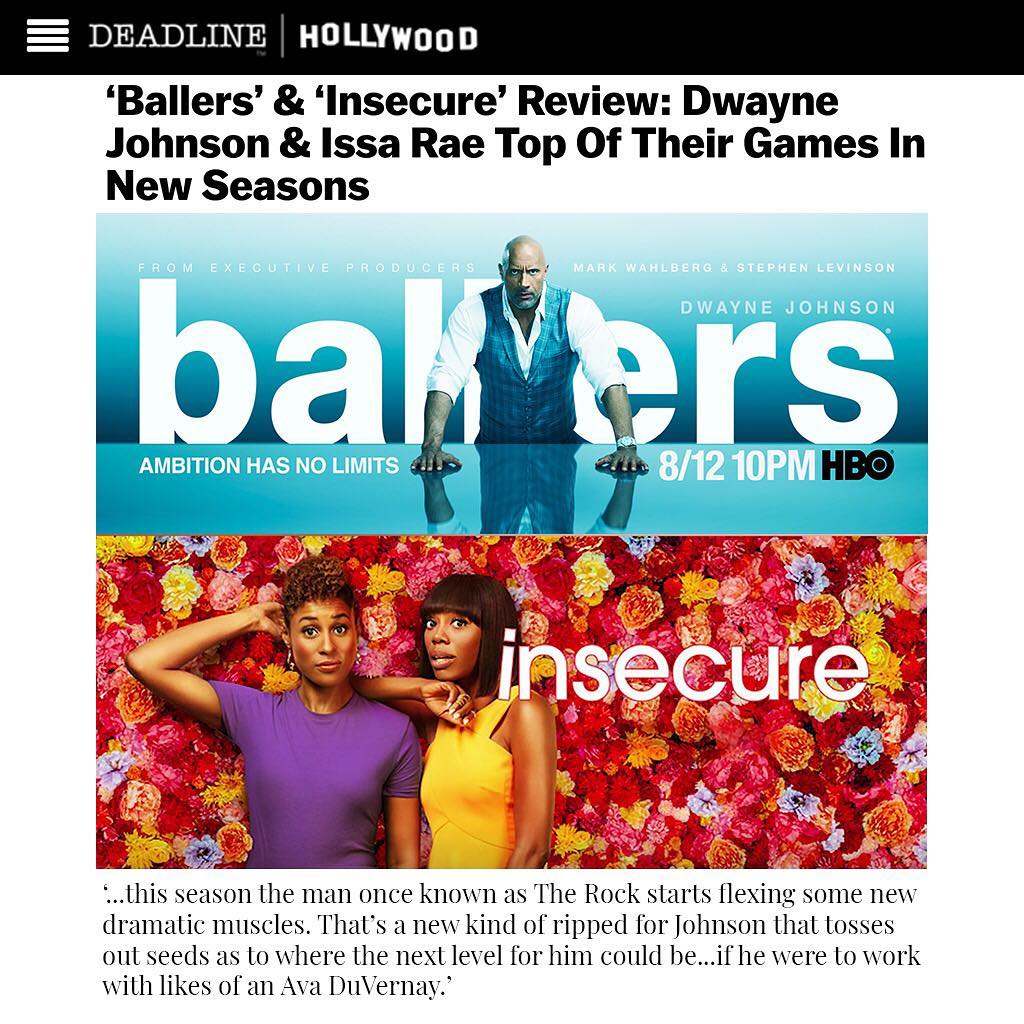 DEADLINE | HOLLYWOOD
‘Ballers’ & ‘Insecure’ Review: Dwayne
Johnson & Issa Rae Top Of Their Games In
New Seasons
FROM EXECUTIVE PRODUCERS MARK WAHLBERG & STEPHEN LEVINSON
DWAYNE JOHNSON
ballers
AMBITION HAS NO LIMITS 8/12 10PM HBO
insecure
‘...this season the man once known as The Rock starts flexing some new
dramatic muscles. That’s a new kind of ripped for Johnson that tosses
out seeds as to where the next level for him could be...if he were to work
with likes of an Ava DuVernay.’